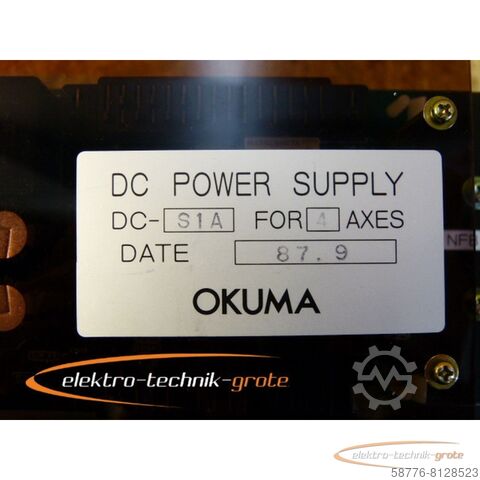 DC POWER SUPPLY
DC- S1A FOR 4 AXES
DATE 87.9
NFB
OKUMA
elektro-technik-grote
elektro-technik-grote
58776-8128523